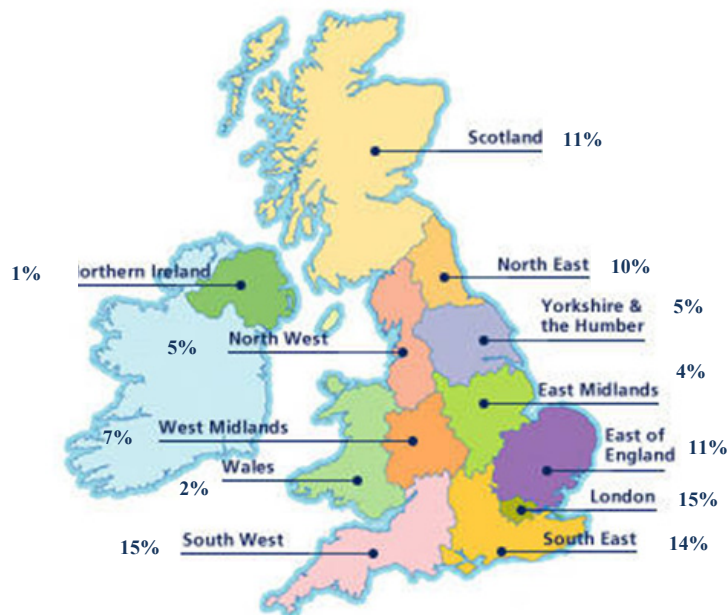 Scotland 11%
1% orthern Ireland
North East 10%
5%
Yorkshire &
the Humber
5%
North West
4%
East Midlands
7%
West Midlands
East of
England 11%
Wales
2%
London 15%
15% South West
South East 14%